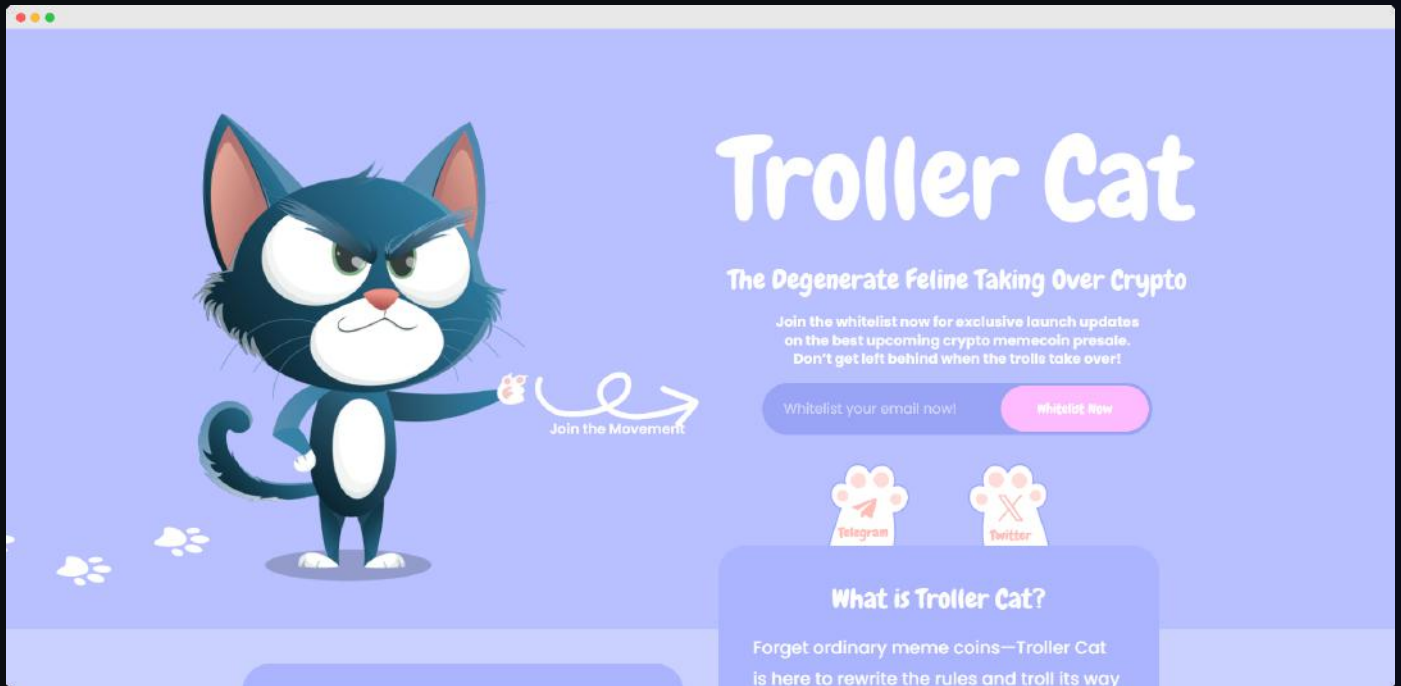 Troller Cat
The Degenerate Feline Taking Over Crypto
Join the whitelist now for exclusive launch updates
on the best upcoming crypto memecoin presale.
Don't get left behind when the trolls take over!
Whitelist your email now!
Whitelist Now
Join the Movement
Telegram
Twitter
What is Troller Cat?
Forget ordinary meme coins—Troller Cat
is here to rewrite the rules and troll its way